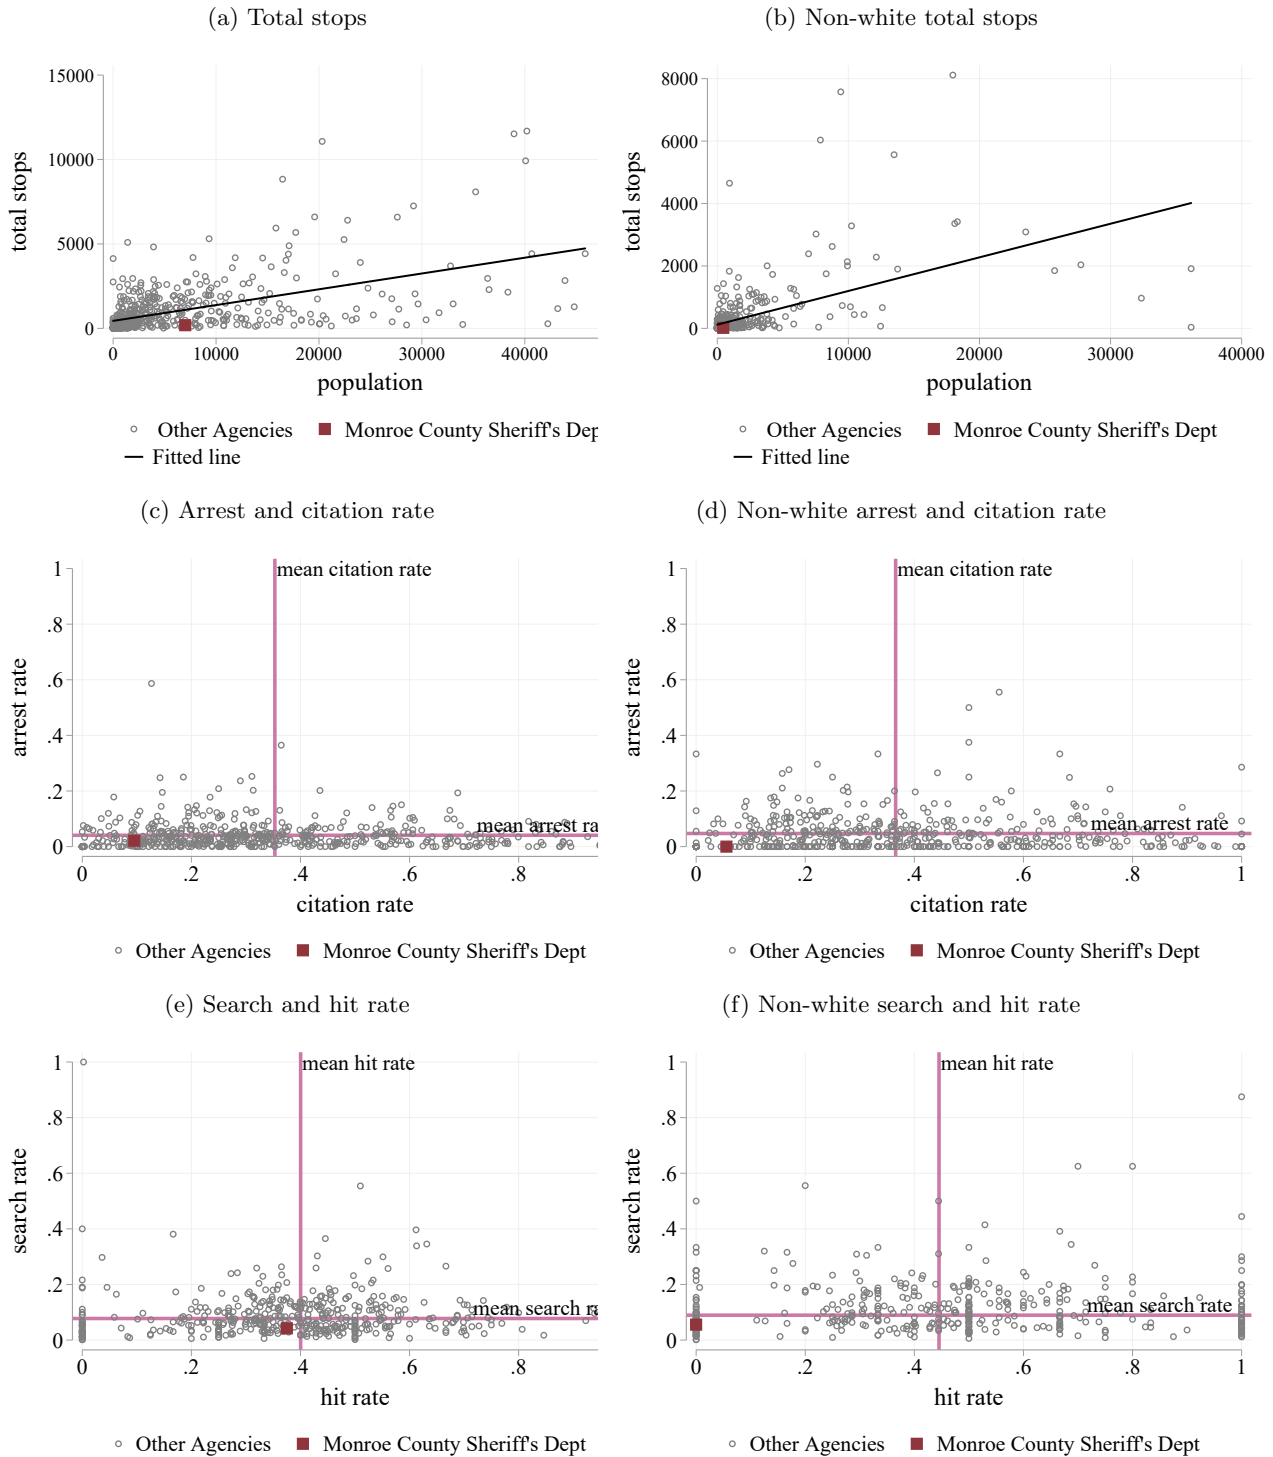 (a) Total stops
total stops
15000
10000
5000
0
0 10000 20000 30000 40000
population
Other Agencies Monroe County Sheriff's Dep
Fitted line
(b) Non-white total stops
total stops
8000
6000
4000
2000
0
0 10000 20000 30000 40000
population
Other Agencies Monroe County Sheriff's Dept
Fitted line
(c) Arrest and citation rate
arrest rate
1
.8
.6
.4
.2
0
mean citation rate
mean arrest ra
0 .2 .4 .6 .8
citation rate
Other Agencies Monroe County Sheriff's Dept
(d) Non-white arrest and citation rate
arrest rate
1
.8
.6
.4
.2
0
mean citation rate
mean arrest rate
0 .2 .4 .6 .8 1
citation rate
Other Agencies Monroe County Sheriff's Dept
(e) Search and hit rate
search rate
1
.8
.6
.4
.2
0
mean hit rate
mean search ra
0 .2 .4 .6 .8
hit rate
Other Agencies Monroe County Sheriff's Dept
(f) Non-white search and hit rate
search rate
1
.8
.6
.4
.2
0
mean hit rate
mean search rate
0 .2 .4 .6 .8 1
hit rate
Other Agencies Monroe County Sheriff's Dept